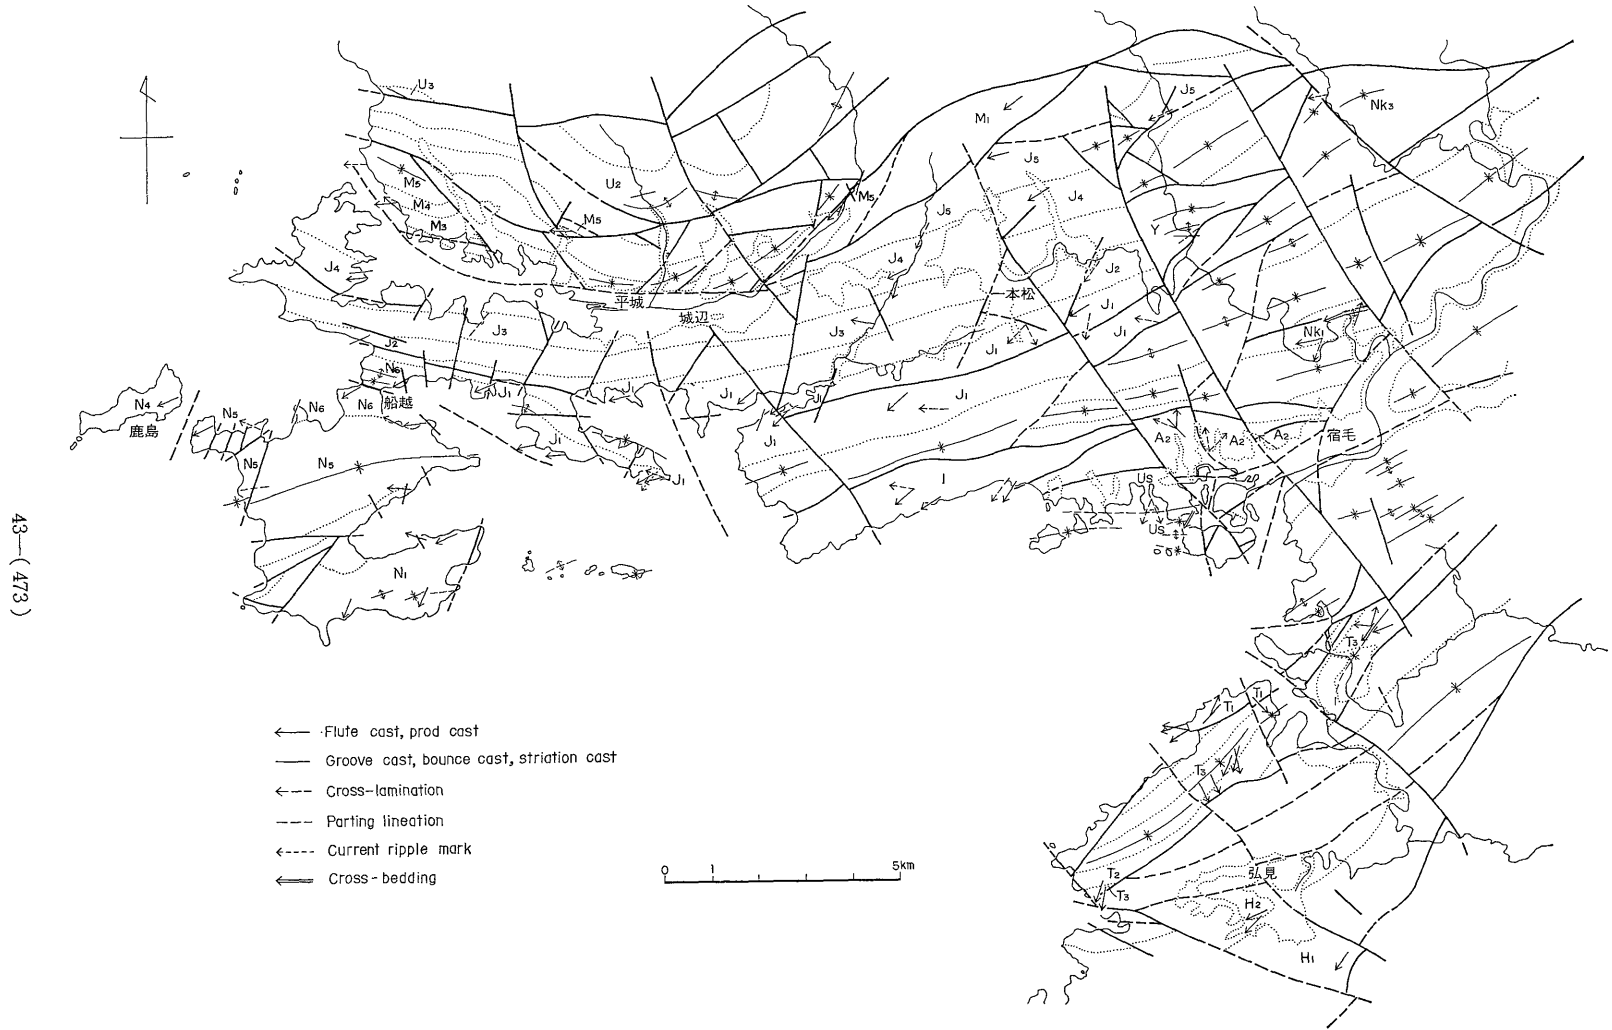 U3
J5
Nk3
M1
M5
U2
M5
J5
J4
M4
M5
J5
M3
Y
J4
J4
J2
本松
平城
城辺
J1
J3
J3
J1
Nk1
J2
J1
N6
N4
鹿島
N5
N6
N6
船越
J1
J1
J1
J1
J1
A2
A2
A2
宿毛
N5
N5
J1
J1
I
Us
Us
N1
43—(473)
T3
T1
T1
T3
Flute cast, prod cast
Groove cast, bounce cast, striation cast
Cross-lamination
Parting lineation
Current ripple mark
Cross-bedding
0 1 5km
T2
T3
弘見
H2
H1